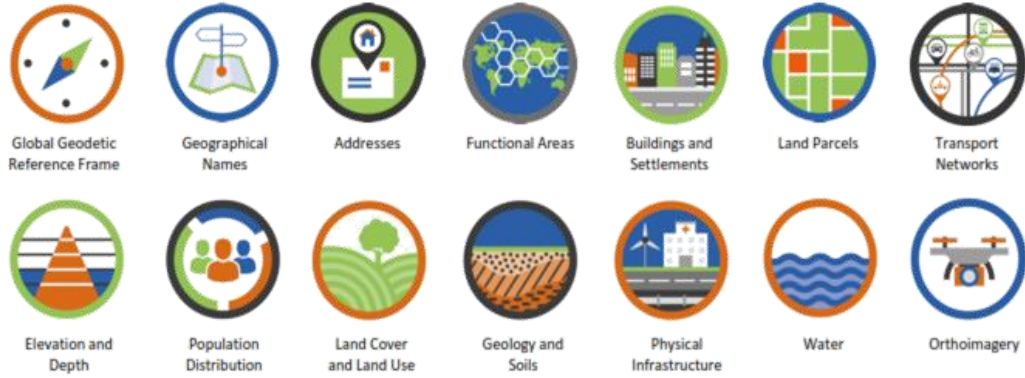 Global Geodetic
Reference Frame
Geographical
Names
Addresses
Functional Areas
Buildings and
Settlements
Land Parcels
Transport
Networks
Elevation and
Depth
Population
Distribution
Land Cover
and Land Use
Geology and
Soils
Physical
Infrastructure
Water
Orthoimagery